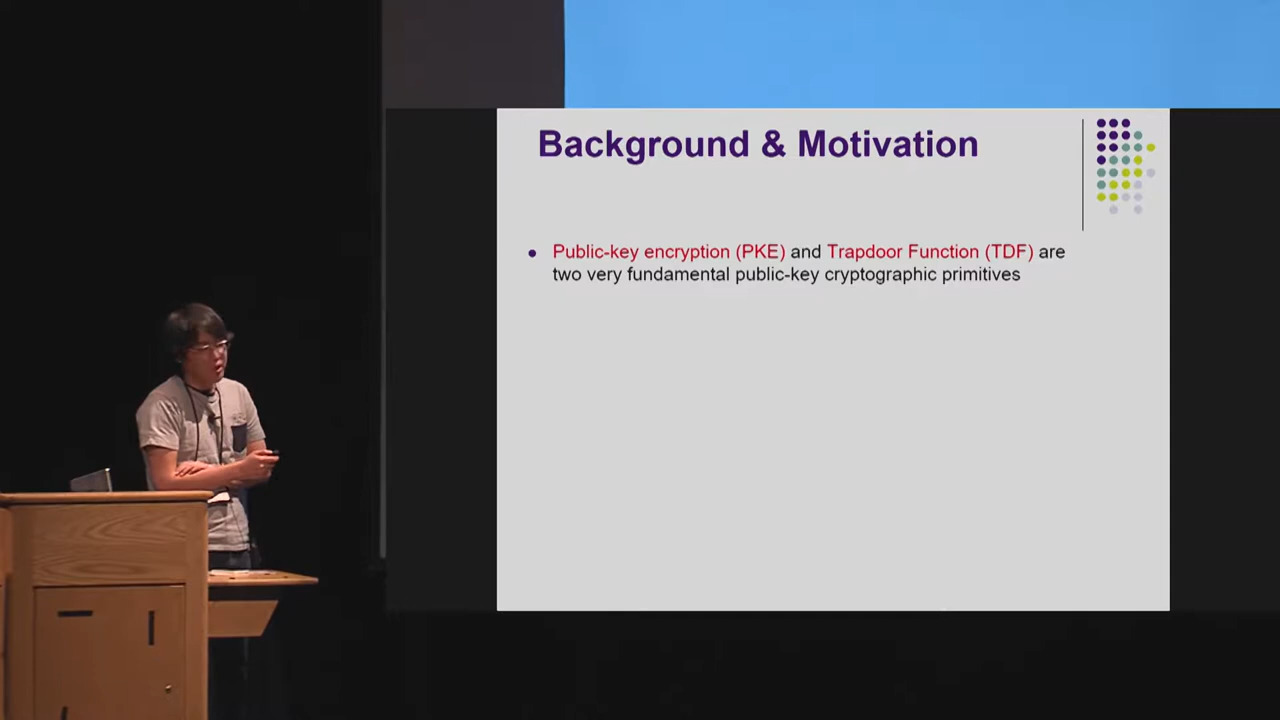 Background & Motivation
● Public-key encryption (PKE) and Trapdoor Function (TDF) are
two very fundamental public-key cryptographic primitives